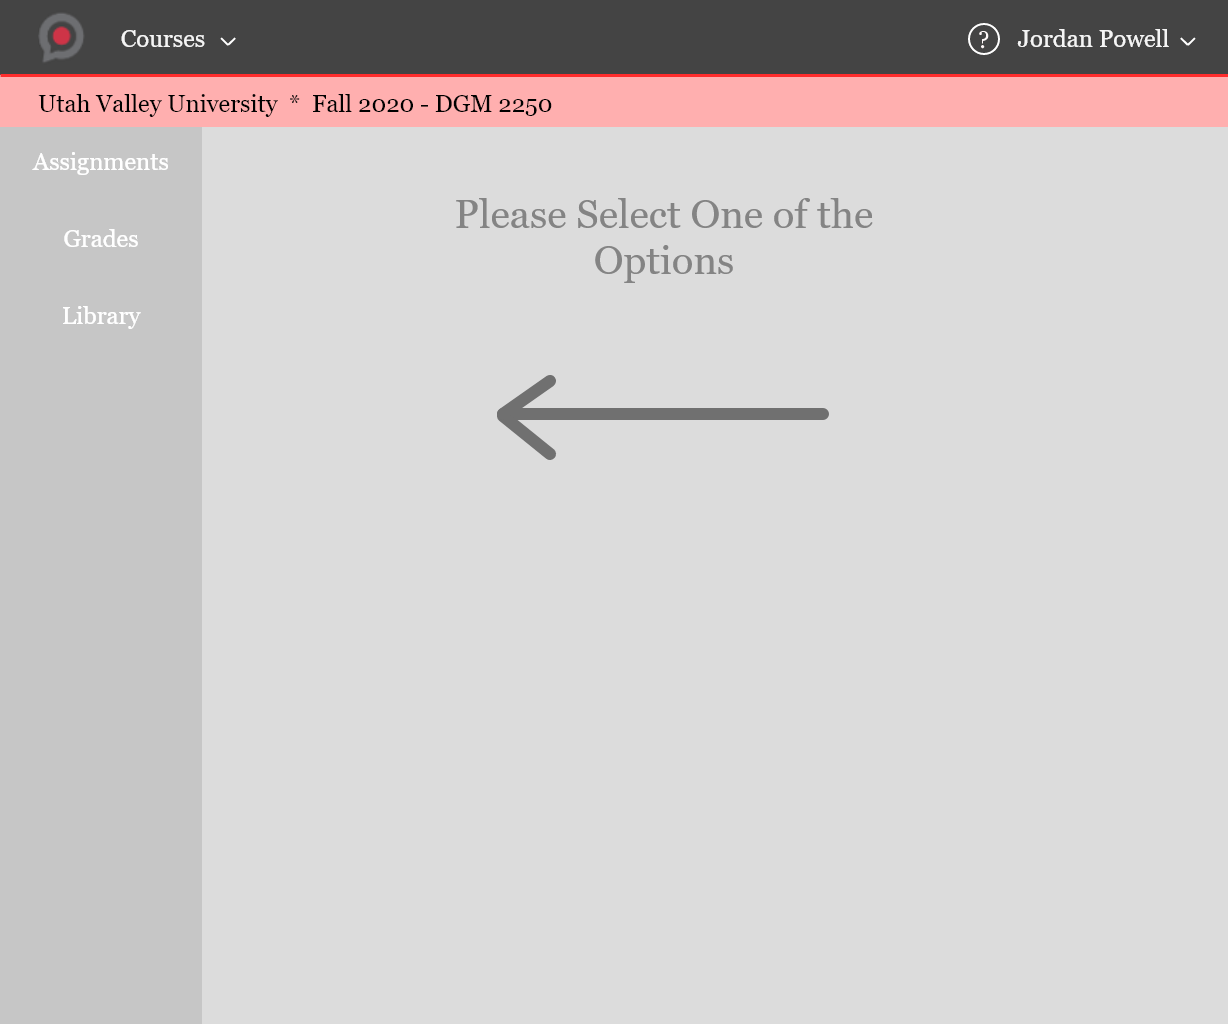 Courses
? Jordan Powell
Utah Valley University * Fall 2020 - DGM 2250
Assignments
Grades
Library
Please Select One of the
Options